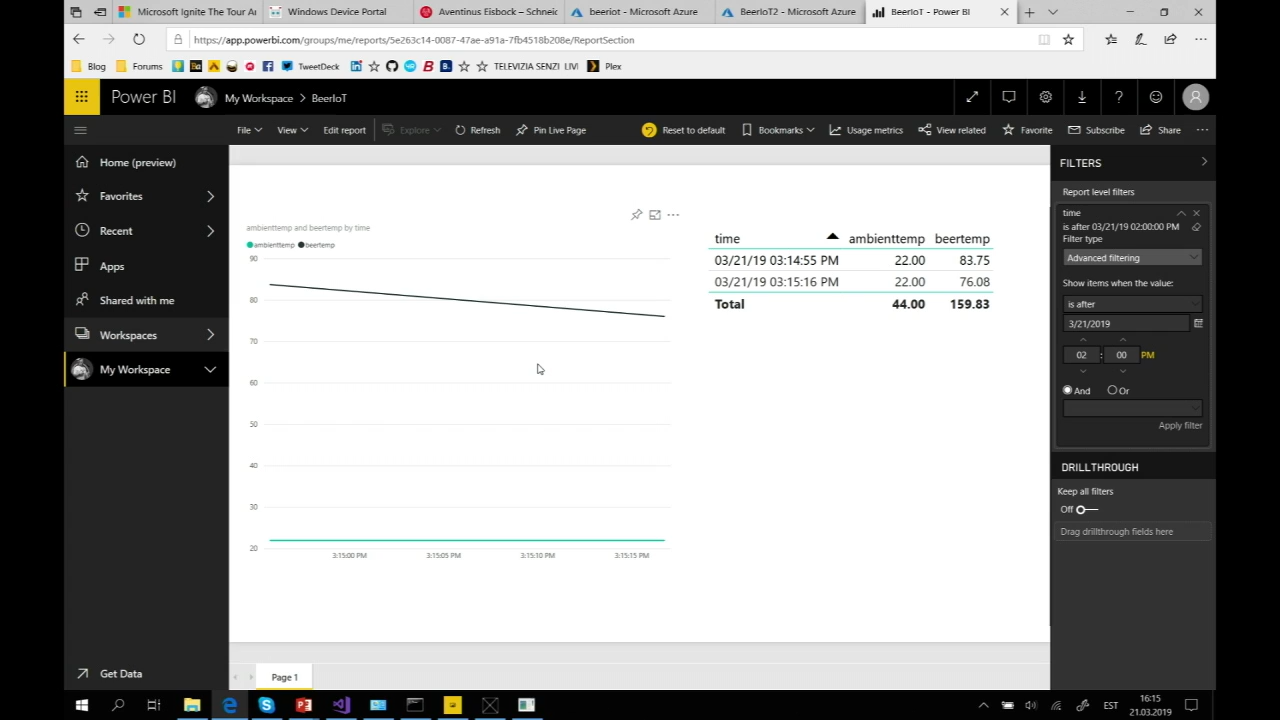 Microsoft Ignite The Tour Au
Windows Device Portal
Aventinus Eisbock – Schneic
beeriot - Microsoft Azure
BeerIoT2 - Microsoft Azure
BeerIoT - Power BI
https://app.powerbi.com/groups/me/reports/5e263c14-0087-47ae-a91a-7fb4518b208e/ReportSection
Blog Forums TweetDeck TELEVIZIA SENZI LIVI Plex
Power BI My Workspace > BeerIoT
File View Edit report Explore Refresh Pin Live Page Reset to default Bookmarks Usage metrics View related Favorite Subscribe Share
Home (preview)
Favorites
Recent
Apps
Shared with me
Workspaces
My Workspace
Get Data
ambienttemp and beertemp by time
ambienttemp beertemp
90
80
70
60
50
40
30
20
3:15:00 PM 3:15:05 PM 3:15:10 PM 3:15:15 PM
time ambienttemp beertemp
03/21/19 03:14:55 PM 22.00 83.75
03/21/19 03:15:16 PM 22.00 76.08
Total 44.00 159.83
Page 1
FILTERS
Report level filters
time
is after 03/21/19 02:00:00 PM
Filter type
Advanced filtering
Show items when the value:
is after
3/21/2019
02 : 00 PM
And Or
Apply filter
DRILLTHROUGH
Keep all filters
Off
Drag drillthrough fields here
EST
16:15
21.03.2019